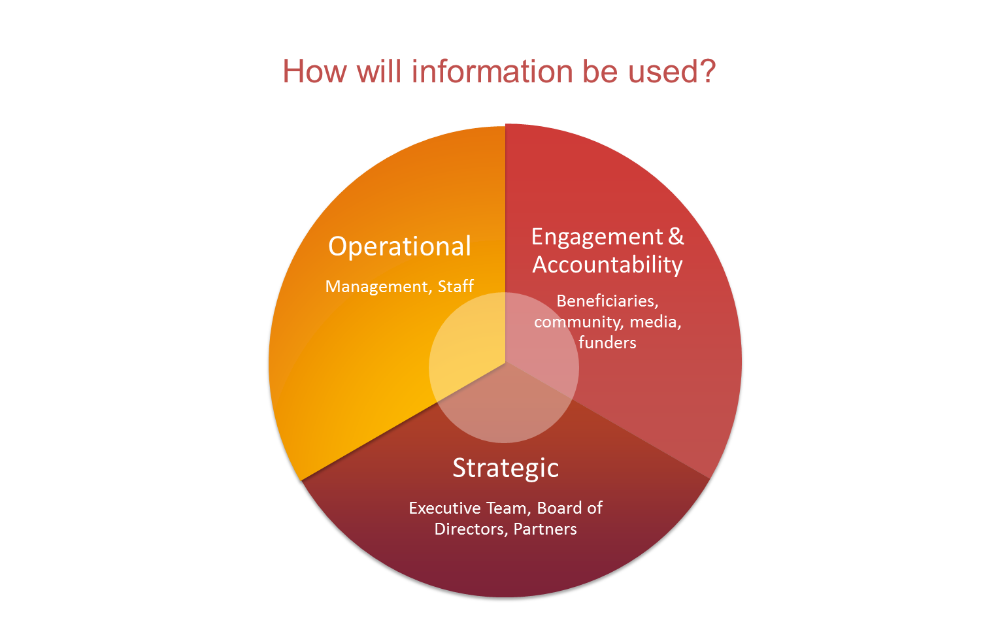 How will information be used?
Operational
Management, Staff
Engagement &
Accountability
Beneficiaries,
community, media,
funders
Strategic
Executive Team, Board of
Directors, Partners